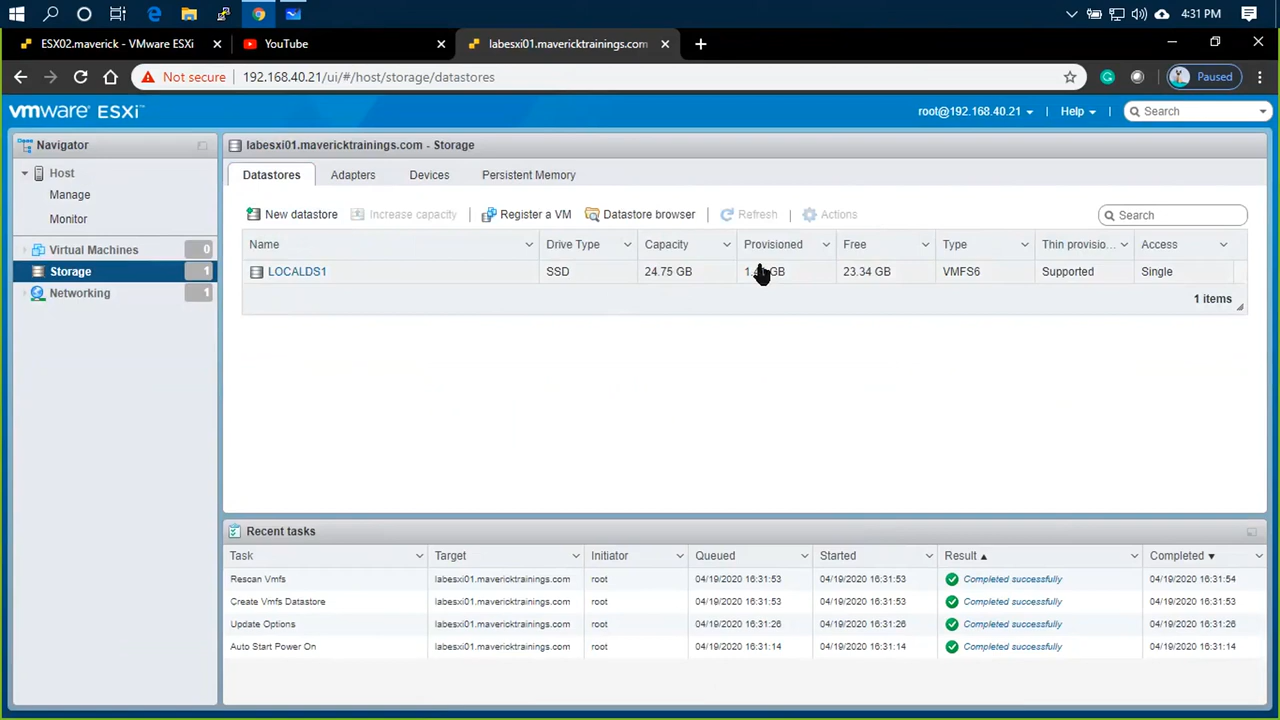 4:31 PM
ESX02.maverick - VMware ESXi
YouTube
labesxi01.mavericktrainings.com
Not secure
192.168.40.21/ui/#/host/storage/datastores
Paused
vmware ESXi™
root@192.168.40.21
Help
Search
Navigator
labesxi01.mavericktrainings.com - Storage
Host
Manage
Monitor
Virtual Machines 0
Storage 1
Networking 1
Datastores Adapters Devices Persistent Memory
New datastore Increase capacity Register a VM Datastore browser Refresh Actions Search
Name Drive Type Capacity Provisioned Free Type Thin provisio... Access
LOCALDS1 SSD 24.75 GB GB 23.34 GB VMFS6 Supported Single
1 items
Recent tasks
Task Target Initiator Queued Started Result Completed
Rescan Vmfs labesxi01.mavericktrainings.com root 04/19/2020 16:31:53 04/19/2020 16:31:53 Completed successfully 04/19/2020 16:31:54
Create Vmfs Datastore labesxi01.mavericktrainings.com root 04/19/2020 16:31:53 04/19/2020 16:31:53 Completed successfully 04/19/2020 16:31:53
Update Options labesxi01.mavericktrainings.com root 04/19/2020 16:31:26 04/19/2020 16:31:26 Completed successfully 04/19/2020 16:31:26
Auto Start Power On labesxi01.mavericktrainings.com root 04/19/2020 16:31:14 04/19/2020 16:31:14 Completed successfully 04/19/2020 16:31:14